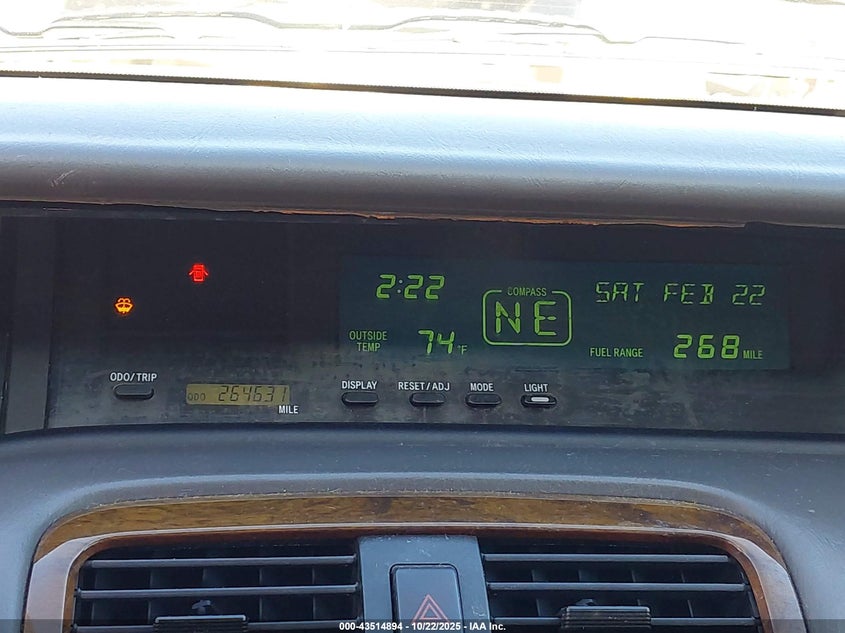 2:22
COMPASS
NE
SAT FEB 22
OUTSIDE
TEMP 74°F
FUEL RANGE 268 MILE
ODO/TRIP
ODO 264631
MILE
DISPLAY RESET/ADJ MODE LIGHT
000-43514894 - 10/22/2025 - IAA Inc.